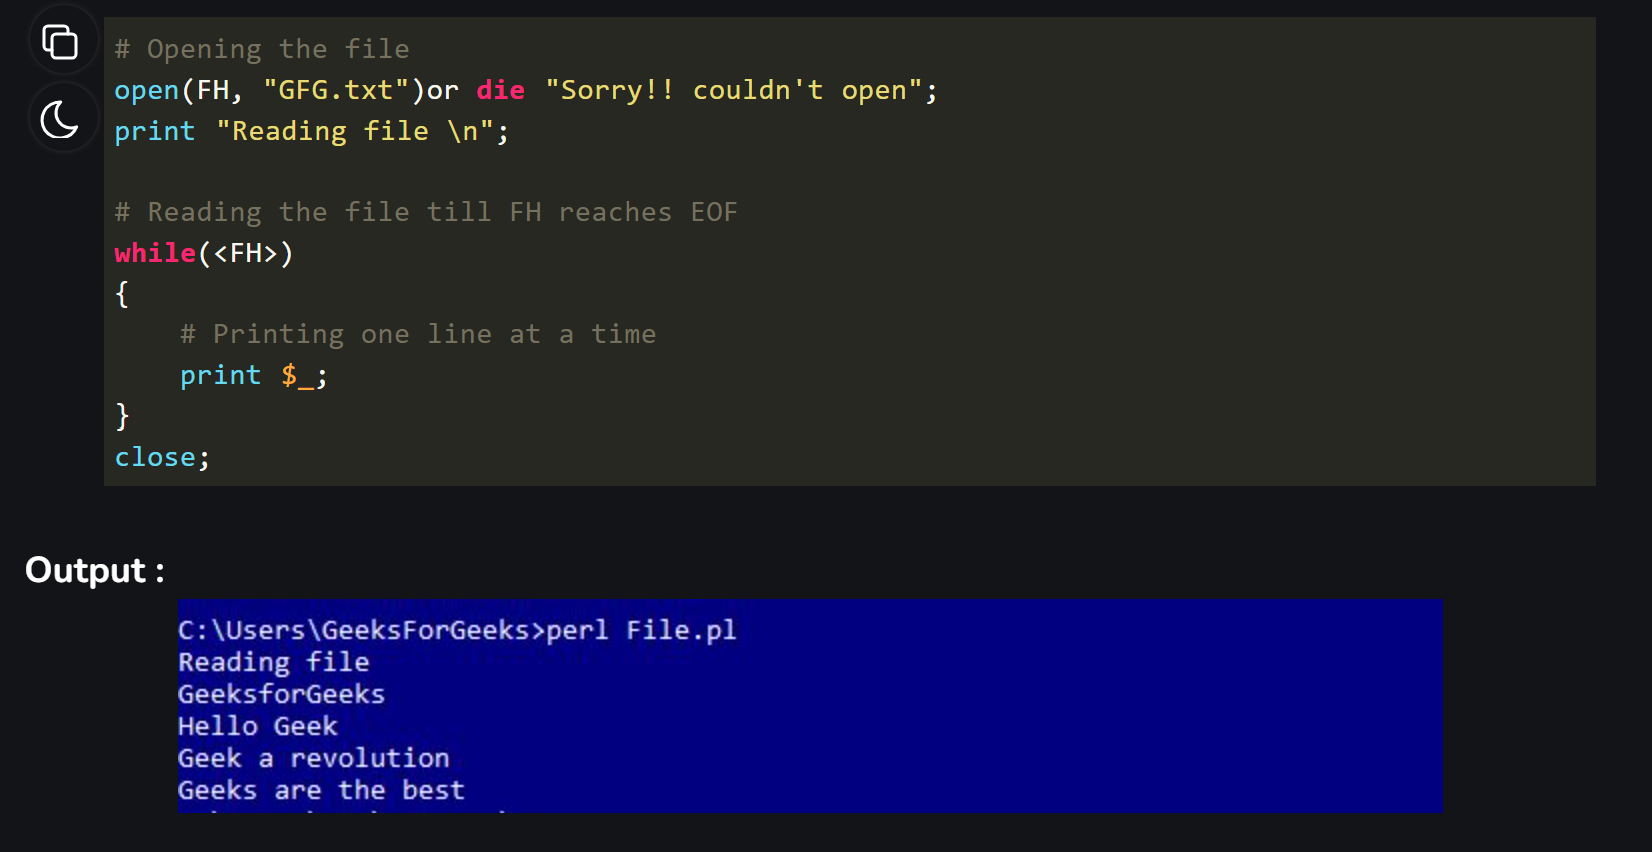 # Opening the file
open(FH, "GFG.txt")or die "Sorry!! couldn't open";
print "Reading file \n";
# Reading the file till FH reaches EOF
while(<FH>)
{
    # Printing one line at a time
    print $_;
}
close;
Output :
C:\Users\GeeksForGeeks>perl File.pl
Reading file
GeeksforGeeks
Hello Geek
Geek a revolution
Geeks are the best